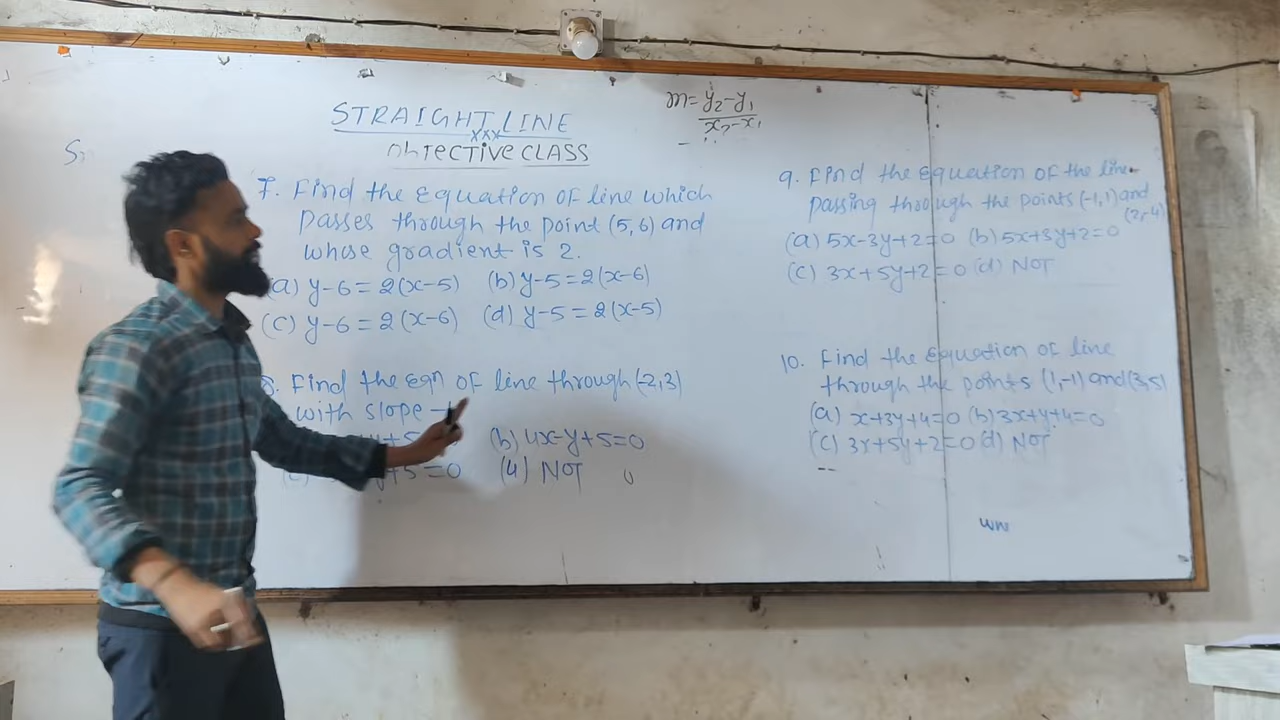 STRAIGHT LINE
xxx
OBJECTIVE CLASS
m = y₂-y₁
x₂-x₁
7. Find the Equation of line which
passes through the point (5,6) and
whose gradient is 2.
(a) y-6=2(x-5) (b) y-5=2(x-6)
(c) y-6=2(x-6) (d) y-5=2(x-5)
8. Find the eqn of line through (-2,3)
with slope
(b) 4x-y+5=0
+5=0 (d) NOT
9. Find the Equation of the line
passing through the points (-1,1) and
(2,-4)
(a) 5x-3y+2=0 (b) 5x+3y+2=0
(c) 3x+5y+2=0 (d) NOT
10. Find the Equation of line
through the points (1,-1) and (3,5)
(a) x+3y+4=0 (b) 3x+y+4=0
(c) 3x+5y+2=0 (d) NOT